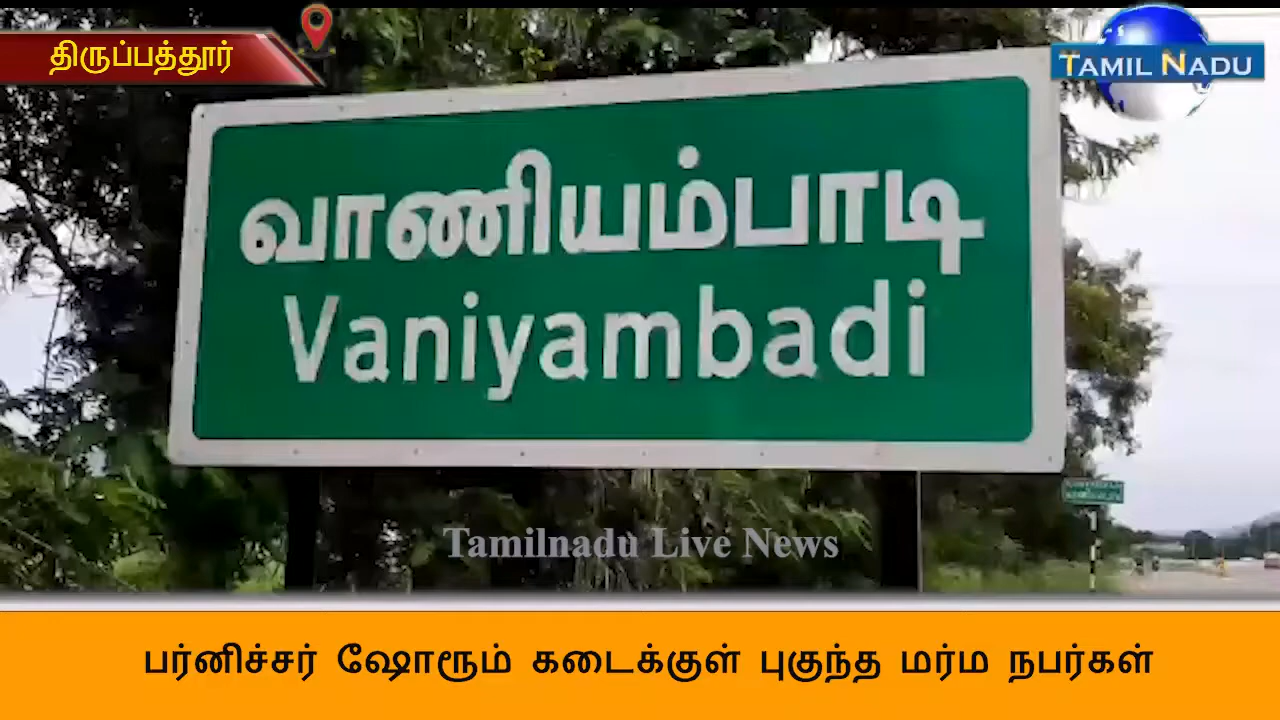 திருப்பத்தூர்
TAMIL NADU
வாணியம்பாடி
Vaniyambadi
Tamilnadu Live News
பர்னிச்சர் ஷோரூம் கடைக்குள் புகுந்த மர்ம நபர்கள்